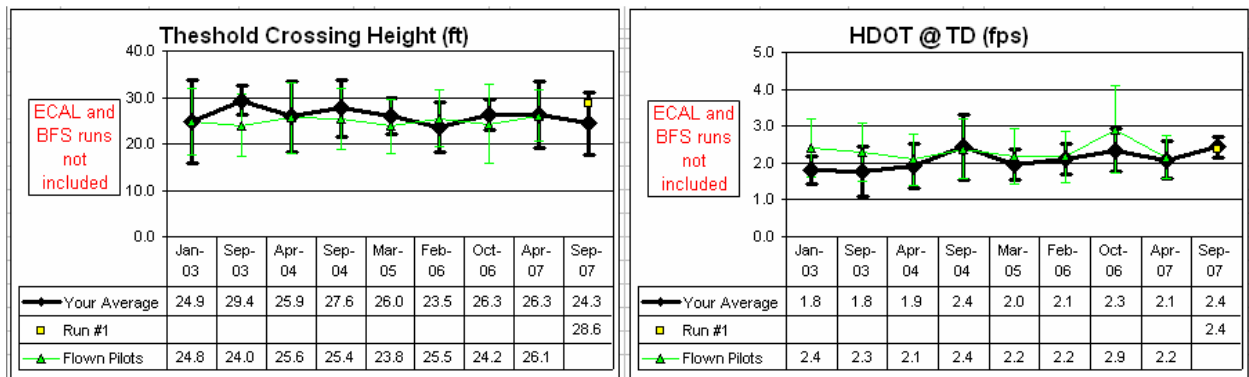 Theshold Crossing Height (ft)
40.0
30.0
20.0
10.0
0.0
ECAL and
BFS runs
not
included
Jan-03 Sep-03 Apr-04 Sep-04 Mar-05 Feb-06 Oct-06 Apr-07 Sep-07
Your Average 24.9 29.4 25.9 27.6 26.0 23.5 26.3 26.3 24.3
Run #1 28.6
Flown Pilots 24.8 24.0 25.6 25.4 23.8 25.5 24.2 26.1
HDOT @ TD (fps)
5.0
4.0
3.0
2.0
1.0
0.0
ECAL and
BFS runs
not
included
Jan-03 Sep-03 Apr-04 Sep-04 Mar-05 Feb-06 Oct-06 Apr-07 Sep-07
Your Average 1.8 1.8 1.9 2.4 2.0 2.1 2.3 2.1 2.4
Run #1 2.4
Flown Pilots 2.4 2.3 2.1 2.4 2.2 2.2 2.9 2.2